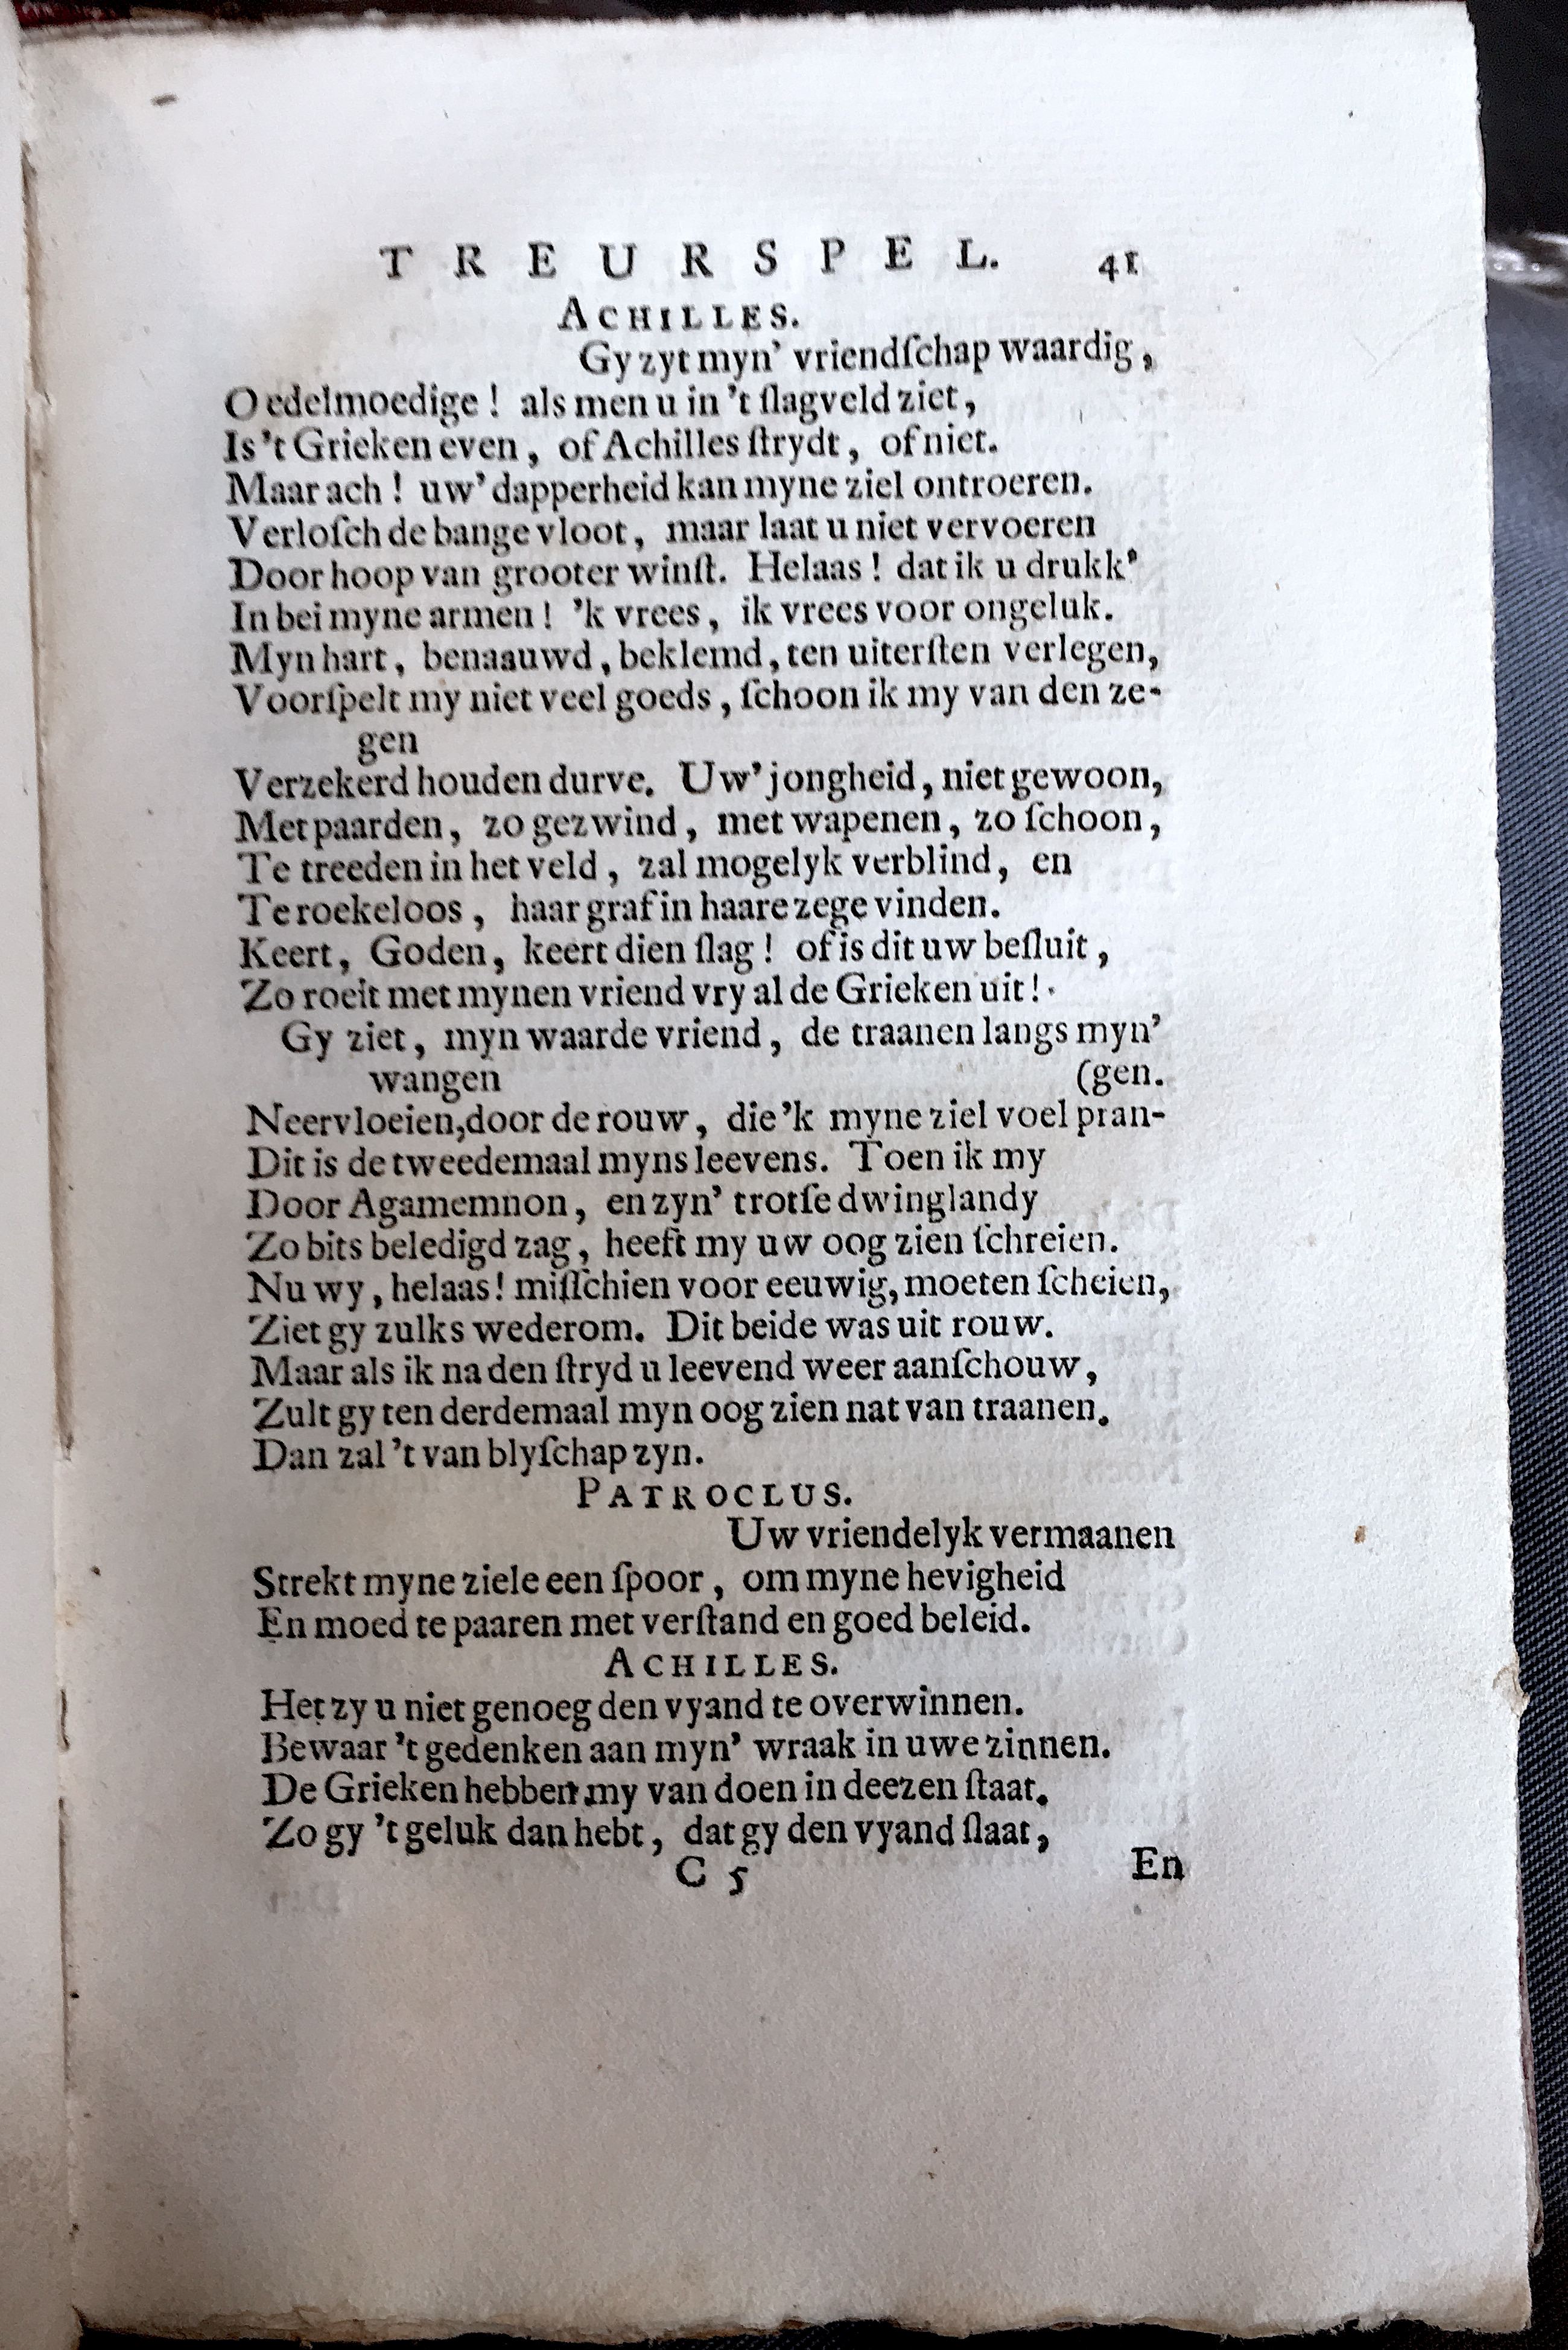 TREURSPEL. 41
ACHILLES.
Gy zyt myn’ vriendſchap waardig,
O edelmoedige! als men u in ’t ſlagveld ziet,
Is ’t Grieken even, of Achilles ſtrydt, of niet.
Maar ach! uw’ dapperheid kan myne ziel ontroeren.
Verloſch de bange vloot, maar laat u niet vervoeren
Door hoop van grooter winſt. Helaas! dat ik u drukk’
In bei myne armen! ’k vrees, ik vrees voor ongeluk.
Myn hart, benaauwd, beklemd, ten uiterſten verlegen,
Voorſpelt my niet veel goeds, ſchoon ik my van den ze-
gen
Verzekerd houden durve. Uw’ jongheid, niet gewoon,
Met paarden, zo gezwind, met wapenen, zo ſchoon,
Te treeden in het veld, zal mogelyk verblind, en
Te roekeloos, haar graf in haare zege vinden.
Keert, Goden, keert dien ſlag! of is dit uw beſluit,
Zo roeit met mynen vriend vry al de Grieken uit!
Gy ziet, myn waarde vriend, de traanen langs myn’
wangen (gen.
Neervloeien, door de rouw, die ’k myne ziel voel pran-
Dit is de tweedemaal myns leevens. Toen ik my
Door Agamemnon, en zyn’ trotſe dwinglandy
Zo bits beledigd zag, heeft my uw oog zien ſchreien.
Nu wy, helaas! miſſchien voor eeuwig, moeten ſcheien,
Ziet gy zulks wederom. Dit beide was uit rouw.
Maar als ik na den ſtryd u leevend weer aanſchouw,
Zult gy ten derdemaal myn oog zien nat van traanen.
Dan zal ’t van blyſchap zyn.
PATROCLUS.
Uw vriendelyk vermaanen
Strekt myne ziele een ſpoor, om myne hevigheid
En moed te paaren met verſtand en goed beleid.
ACHILLES.
Het zy u niet genoeg den vyand te overwinnen.
Bewaar ’t gedenken aan myn’ wraak in uwe zinnen.
De Grieken hebben my van doen in deezen ſtaat.
Zo gy ’t geluk dan hebt, dat gy den vyand ſlaat,
C 5 En